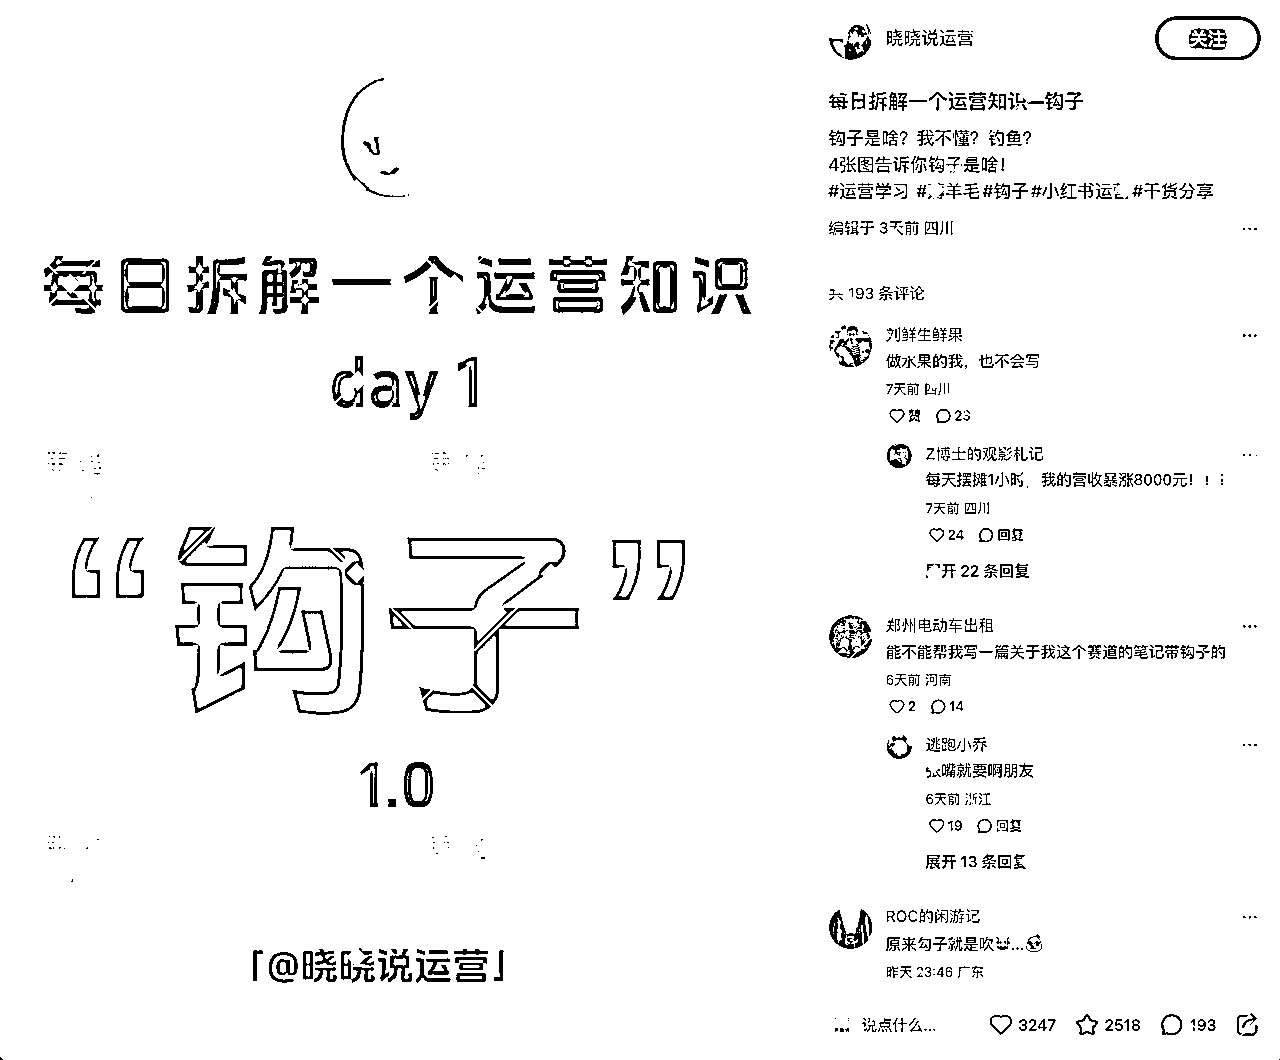 每日拆解一个运营知识
day 1
“钩子”
1.0
「@晓晓说运营」
晓晓说运营
关注
每日拆解一个运营知识—钩子
钩子是啥？我不懂？钓鱼？
4张图告诉你钩子是啥！
#运营学习 #羊毛 #钩子 #小红书运 #干货分享
编辑于 3天前 四川
共 193 条评论
刘鲜生鲜果
做水果的我，也不会写
7天前 四川
赞 23
Z博士的观影札记
每天摆摊1小时，我的营收暴涨8000元！！！
7天前 四川
24 回复
展开 22 条回复
郑州电动车出租
能不能帮我写一篇关于我这个赛道的笔记带钩子的
6天前 河南
2 14
逃跑小乔
嘴就要啊朋友
6天前 浙江
19 回复
展开 13 条回复
ROC的闲游记
原来勾子就是吹🐮...
昨天 23:46 广东
说点什么... 3247 2518 193